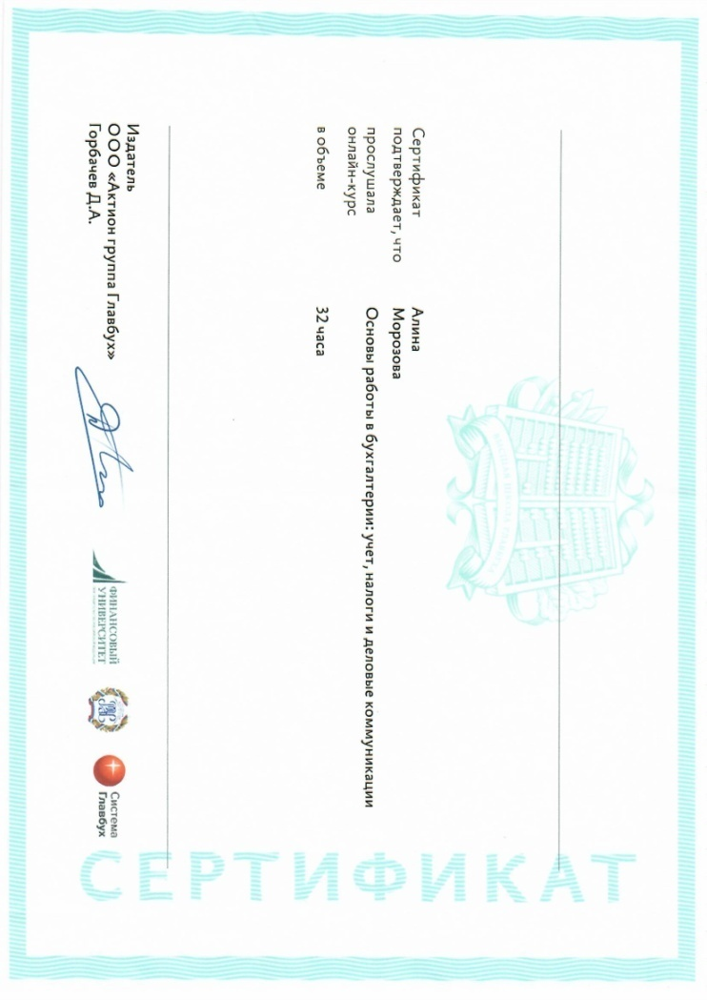 СЕРТИФИКАТ
Сертификат
подтверждает, что
Алина
Морозова
прослушала
онлайн-курс
Основы работы в бухгалтерии: учет, налоги и деловые коммуникации
в объеме
32 часа
Издатель
ООО «Актион группа Главбух»
Горбачев Д.А.
ФИНАНСОВЫЙ
УНИВЕРСИТЕТ
Система
Главбух